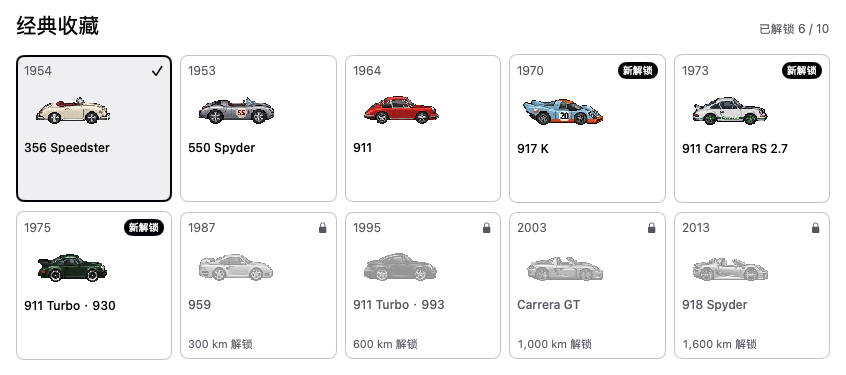 经典收藏
已解锁 6 / 10
1954
356 Speedster
1953
55
550 Spyder
1964
911
1970
新解锁
20
917 K
1973
新解锁
911 Carrera RS 2.7
1975
新解锁
911 Turbo · 930
1987
959
300 km 解锁
1995
911 Turbo · 993
600 km 解锁
2003
Carrera GT
1,000 km 解锁
2013
918 Spyder
1,600 km 解锁